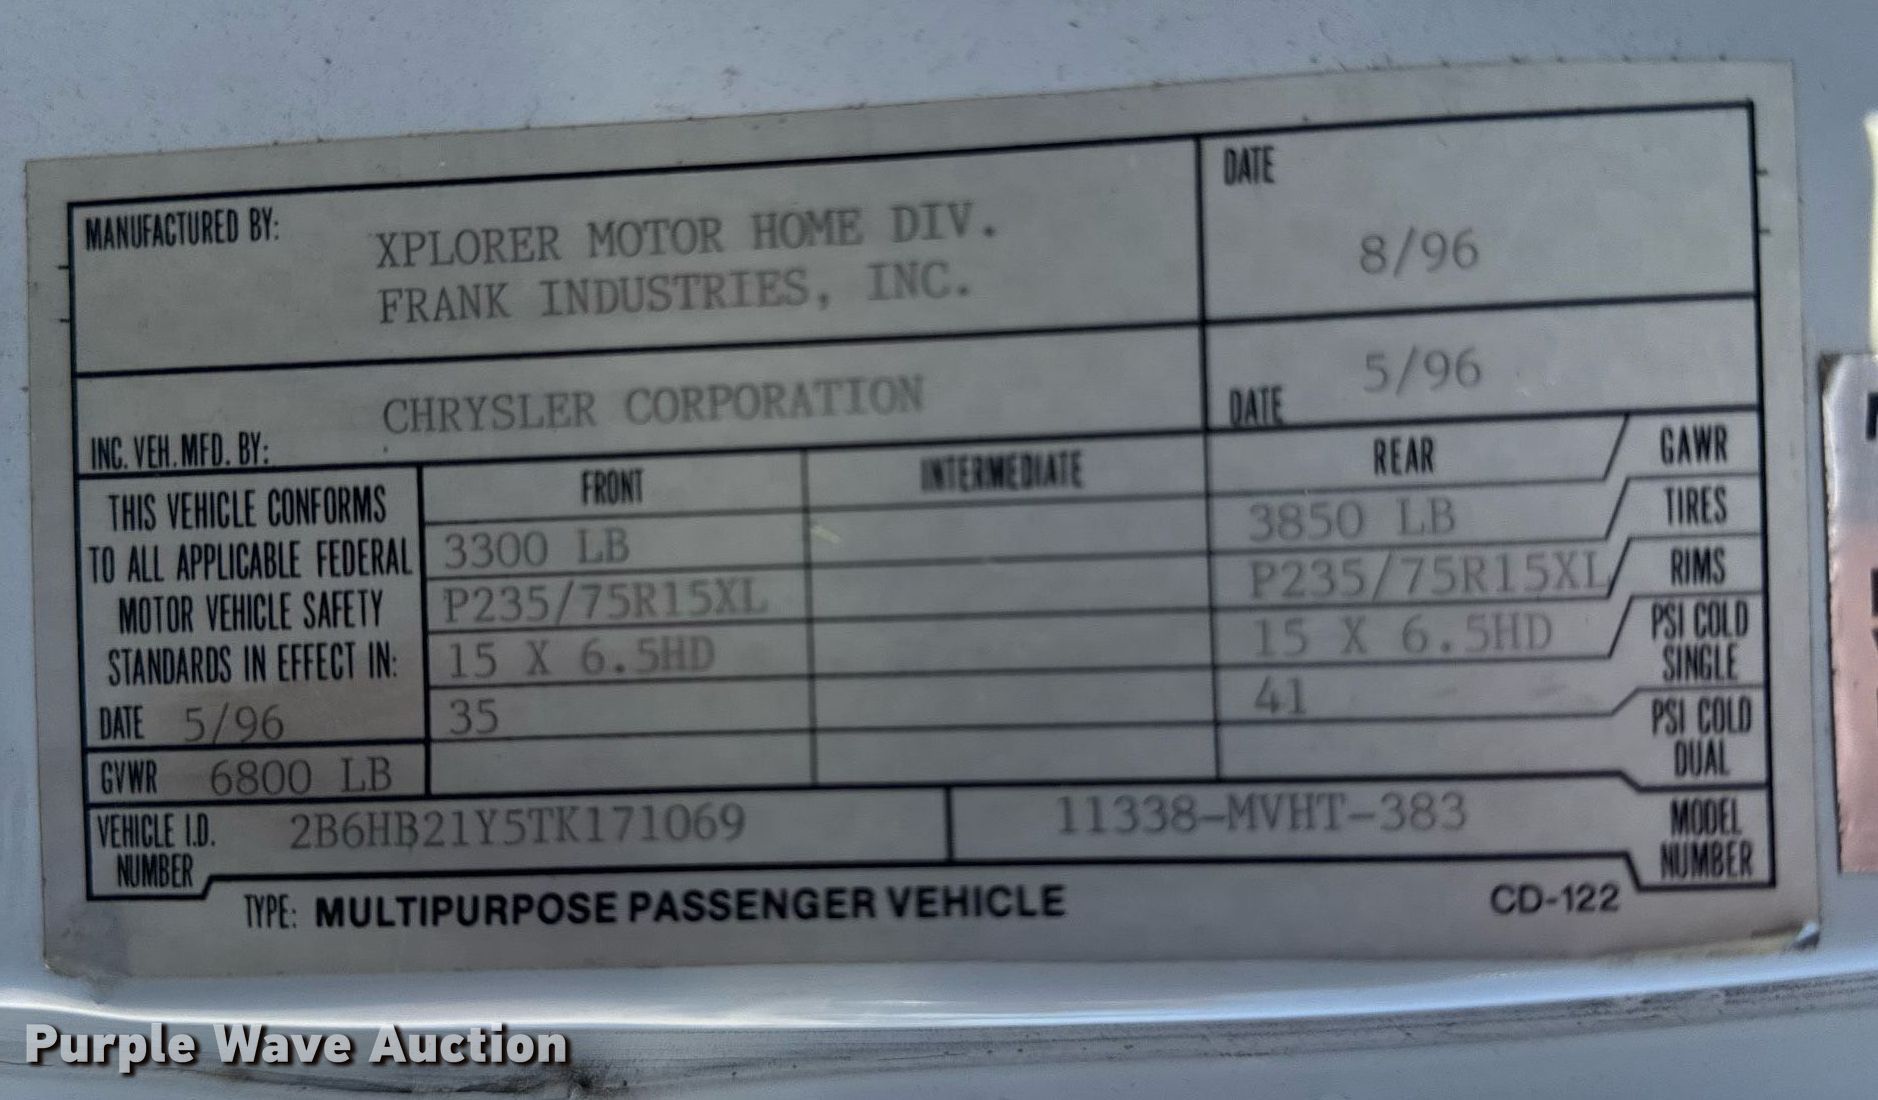 MANUFACTURED BY:
XPLORER MOTOR HOME DIV.
FRANK INDUSTRIES, INC.
DATE
8/96
INC. VEH. MFD. BY:
CHRYSLER CORPORATION
DATE
5/96
THIS VEHICLE CONFORMS
TO ALL APPLICABLE FEDERAL
MOTOR VEHICLE SAFETY
STANDARDS IN EFFECT IN:
DATE 5/96
GVWR 6800 LB
FRONT INTERMEDIATE REAR
3300 LB 3850 LB GAWR
P235/75R15XL P235/75R15XL TIRES
15 X 6.5HD 15 X 6.5HD RIMS
35 41 PSI COLD
SINGLE
PSI COLD
DUAL
VEHICLE I.D.
NUMBER
2B6HB21Y5TK171069
11338-MVHT-383
MODEL
NUMBER
TYPE: MULTIPURPOSE PASSENGER VEHICLE
CD-122
Purple Wave Auction